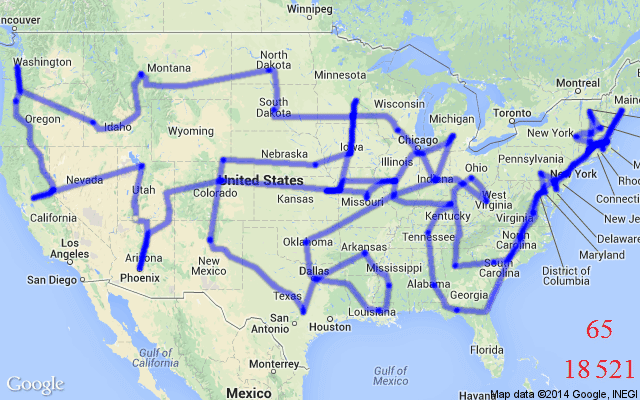 Winnipeg
Vancouver
Washington
Montana
North
Dakota
Minnesota
Montreal
Maine
Oregon
Idaho
South
Dakota
Wisconsin
Michigan
Toronto
New York
Wyoming
Chicago
Iowa
Nebraska
Illinois
Indiana
Ohio
Pennsylvania
New York
Nevada
Utah
Colorado
United States
Kansas
Missouri
West
Virginia
Kentucky
Virginia
Connecti
Rhode
New Je
Delaware
Maryland
District of
Columbia
California
Los
Angeles
San Diego
Arizona
Phoenix
New
Mexico
Oklahoma
Arkansas
Tennessee
North
Carolina
South
Carolina
Dallas
Mississippi
Alabama
Georgia
Texas
San
Antonio
Houston
Louisiana
Florida
65
18 521
Gulf of
California
Monterrey
Gulf of
Mexico
Mexico
Havana
Google
Map data ©2014 Google, INEGI